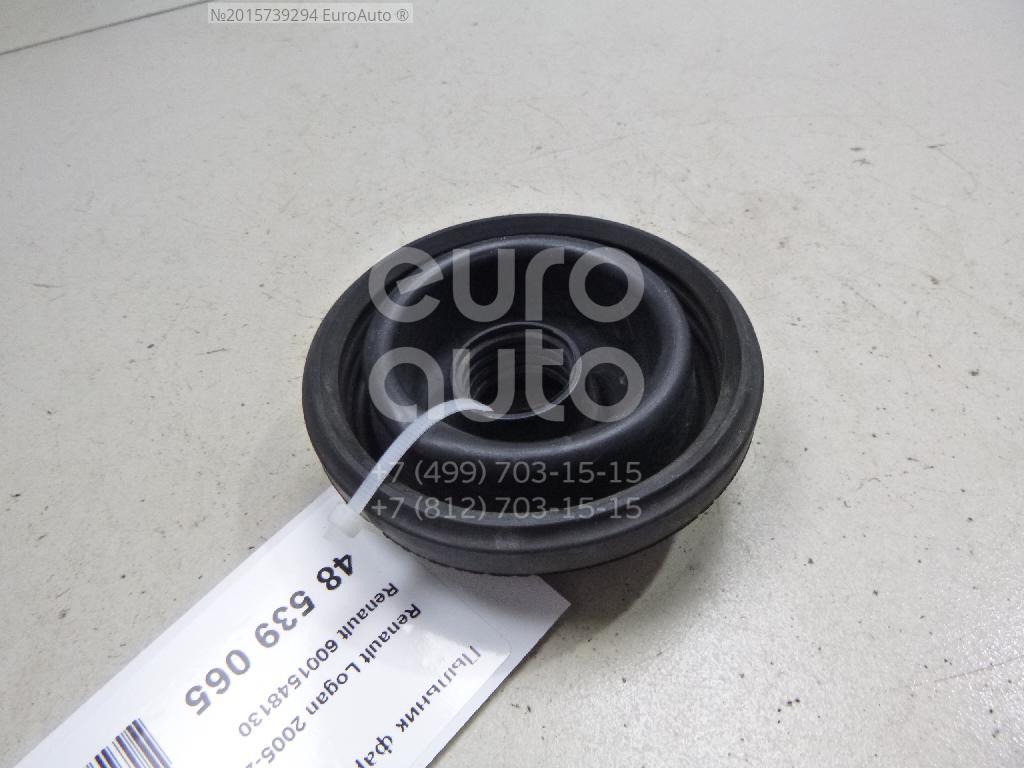 №2015739294 EuroAuto ®
euro
auto
+7 (499) 703-15-15
+7 (812) 703-15-15
Пыльник
Renault Logan 2005-
Renault 6001548130
48 539 065